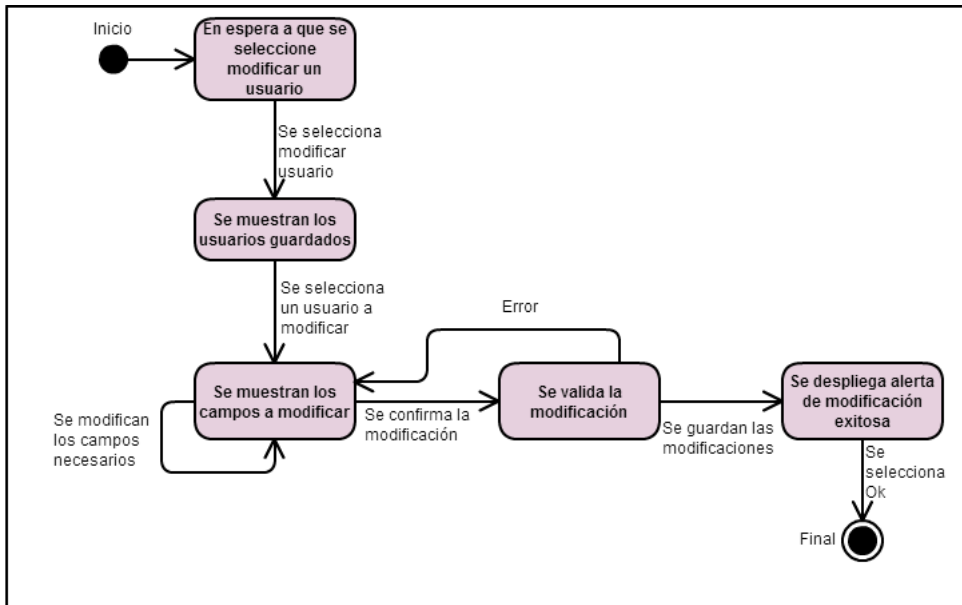 Inicio
En espera a que se
seleccione
modificar un
usuario
Se selecciona
modificar
usuario
Se muestran los
usuarios guardados
Se selecciona
un usuario a
modificar
Error
Se muestran los
campos a modificar
Se modifican
los campos
necesarios
Se confirma la
modificación
Se valida la
modificación
Se guardan las
modificaciones
Se despliega alerta
de modificación
exitosa
Se
selecciona
Ok
Final